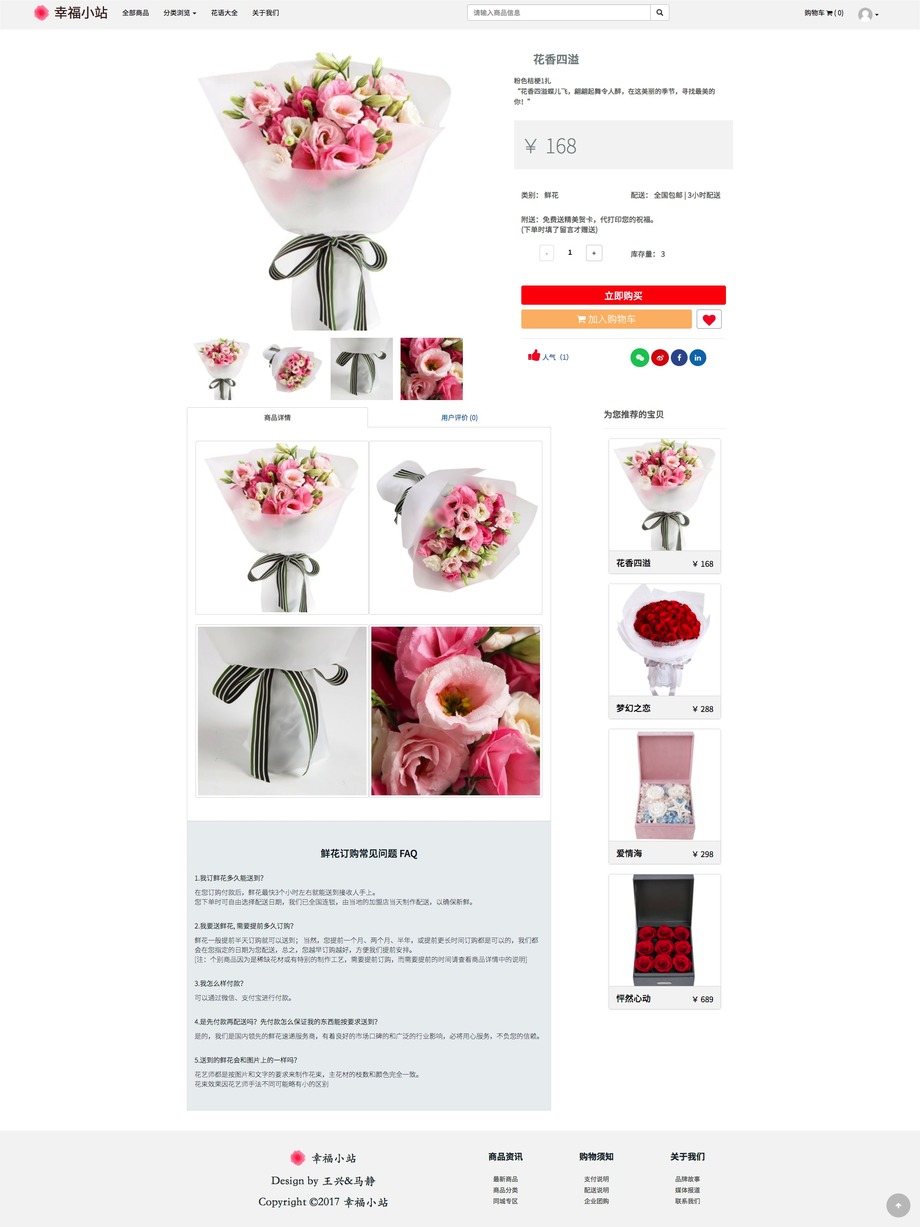 幸福小站 全部商品 分类浏览 花语大全 关于我们 请输入商品信息 购物车 ( 0)
花香四溢
粉色桔梗1扎
“花香四溢蝶儿飞，翩翩起舞令人醉，在这美丽的季节，寻找最美的
你！”
¥ 168
类别： 鲜花 配送： 全国包邮 | 3小时配送
附送：免费送精美贺卡，代打印您的祝福。
(下单时填了留言才赠送)
- 1 + 库存量： 3
立即购买
加入购物车
人气（1）
商品详情 用户评价 (0)
为您推荐的宝贝
花香四溢 ¥ 168
梦幻之恋 ¥ 288
爱情海 ¥ 298
怦然心动 ¥ 689
鲜花订购常见问题 FAQ
1.我订鲜花多久能送到?
在您订购付款后，鲜花最快3个小时左右就能送到接收人手上。
您下单时可自由选择配送日期，我们已全国连锁，由当地的加盟店当天制作配送，以确保新鲜。
2.我要送鲜花, 需要提前多久订购?
鲜花一般提前半天订购就可以送到； 当然，您提前一个月、两个月、半年，或提前更长时间订购都是可以的，我们都
会在您指定的日期为您配送，总之，您越早订购越好，方便我们提前安排。
[注：个别商品因为是稀缺花材或有特别的制作工艺，需要提前订购，而需要提前的时间请查看商品详情中的说明]
3.我怎么样付款?
可以通过微信、支付宝进行付款。
4.是先付款再配送吗？先付款怎么保证我的东西能按要求送到?
是的，我们是国内领先的鲜花速递服务商，有着良好的市场口碑的和广泛的行业影响，必将用心服务，不负您的信赖。
5.送到的鲜花会和图片上的一样吗?
花艺师都是按图片和文字的要求来制作花束，主花材的枝数和颜色完全一致。
花束效果因花艺师手法不同可能略有小的区别
幸福小站
Design by 王兴&马静
Copyright ©2017 幸福小站
商品资讯 购物须知 关于我们
最新商品 支付说明 品牌故事
商品分类 配送说明 媒体报道
同城专区 企业团购 联系我们